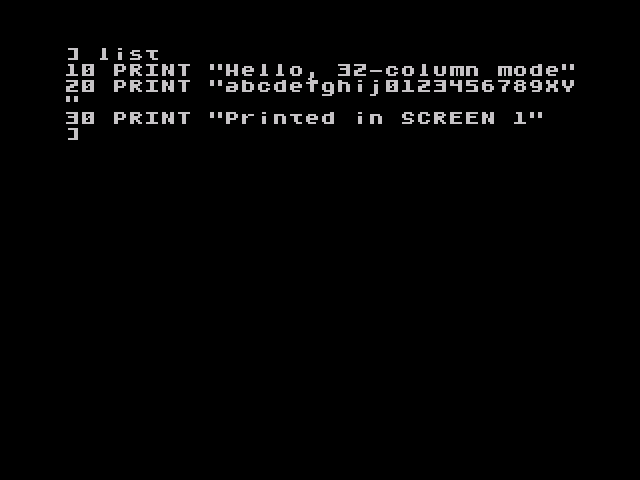 ] list
10 PRINT "Hello, 32-column mode"
20 PRINT "abcdefghij0123456789XY
"
30 PRINT "Printed in SCREEN 1"
]